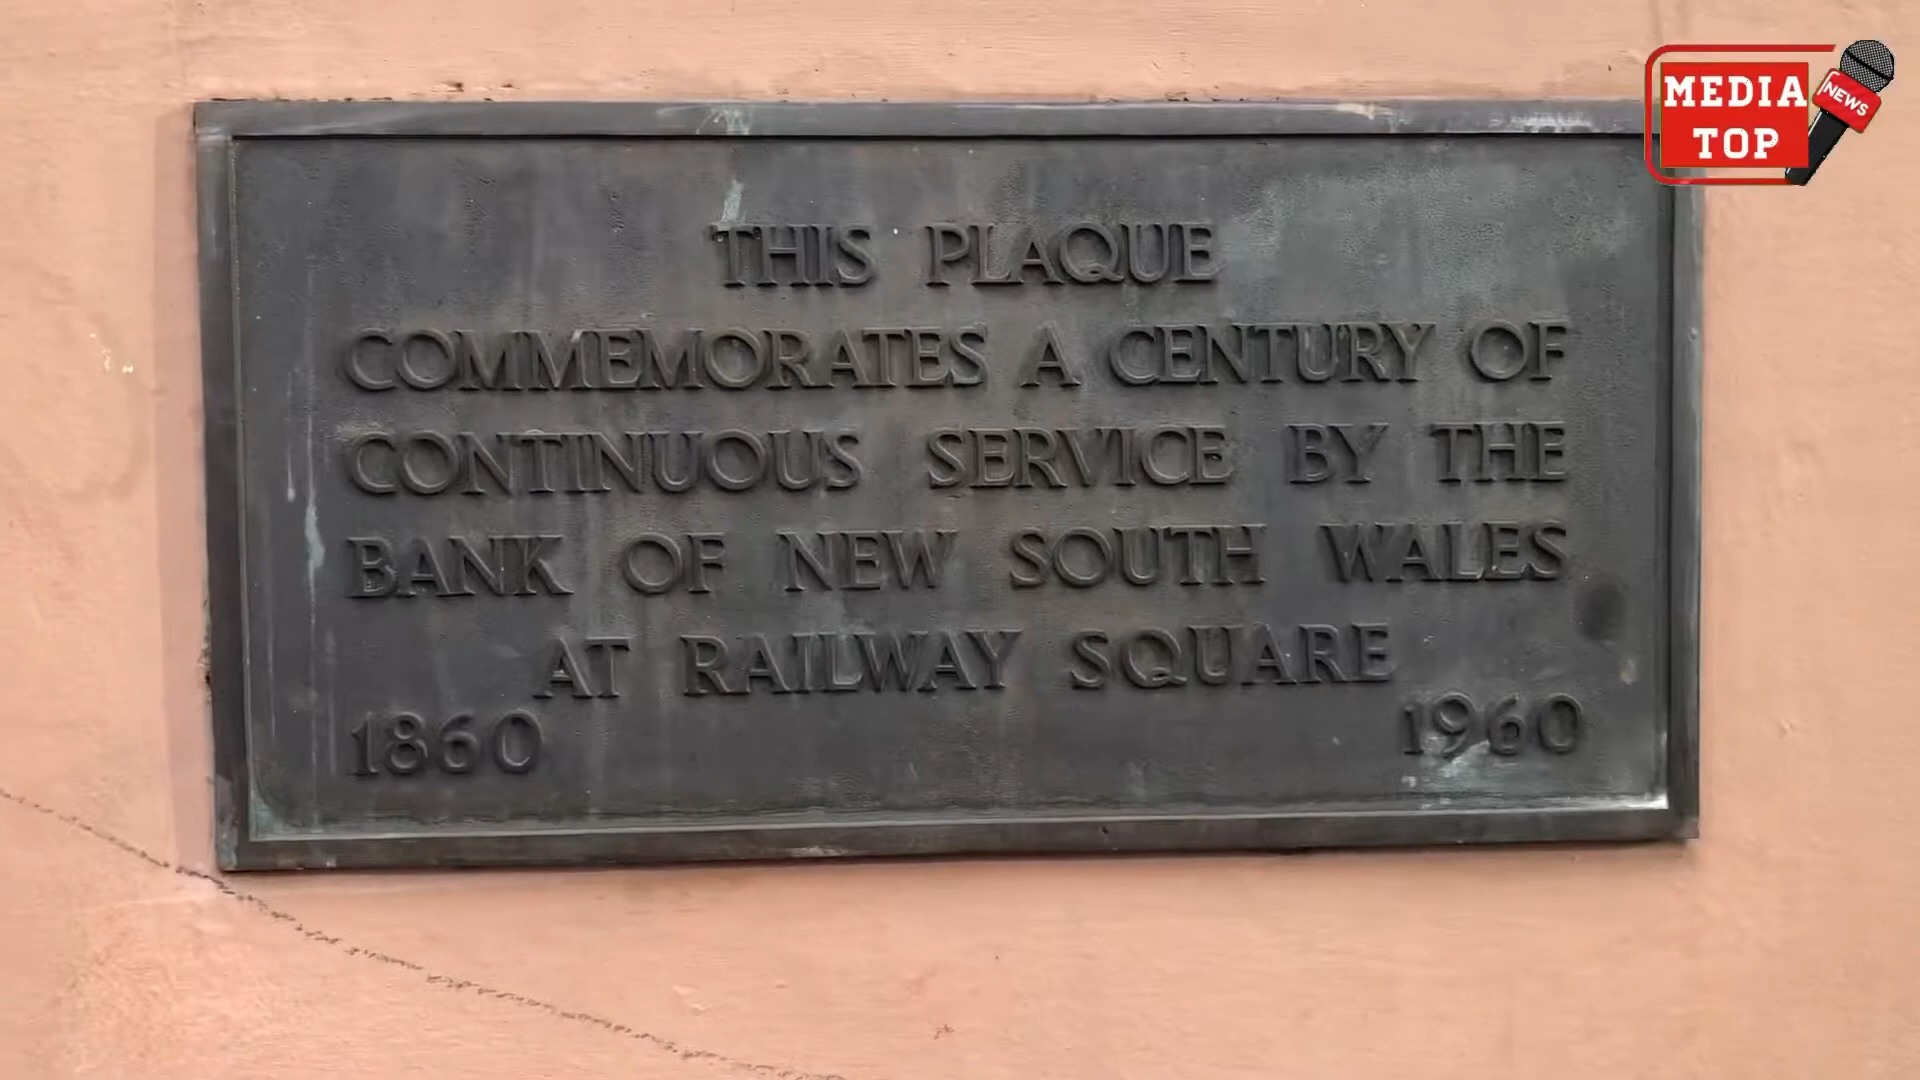 THIS PLAQUE
COMMEMORATES A CENTURY OF
CONTINUOUS SERVICE BY THE
BANK OF NEW SOUTH WALES
AT RAILWAY SQUARE
1860 1960
MEDIA
TOP
NEWS